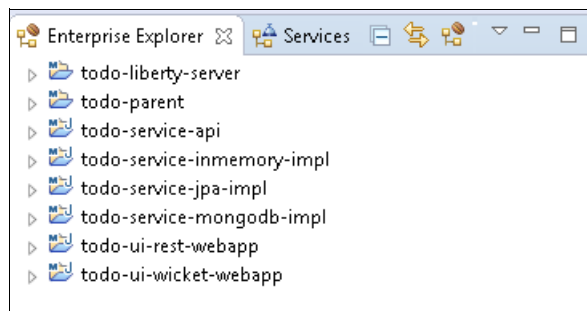 Enterprise Explorer Services
todo-liberty-server
todo-parent
todo-service-api
todo-service-inmemory-impl
todo-service-jpa-impl
todo-service-mongodb-impl
todo-ui-rest-webapp
todo-ui-wicket-webapp